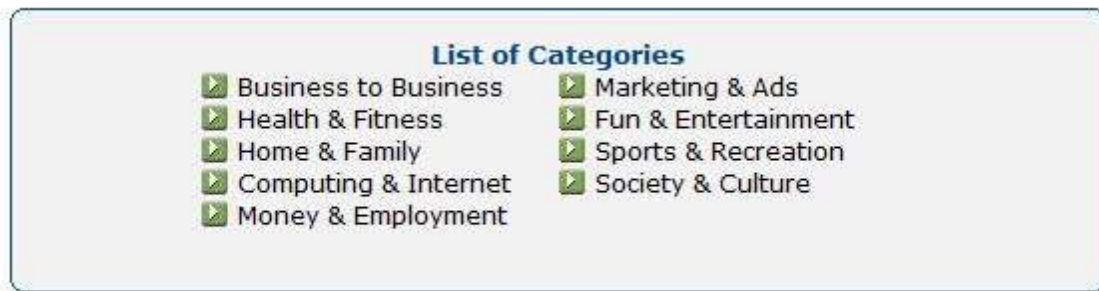 List of Categories
Business to Business
Health & Fitness
Home & Family
Computing & Internet
Money & Employment
Marketing & Ads
Fun & Entertainment
Sports & Recreation
Society & Culture